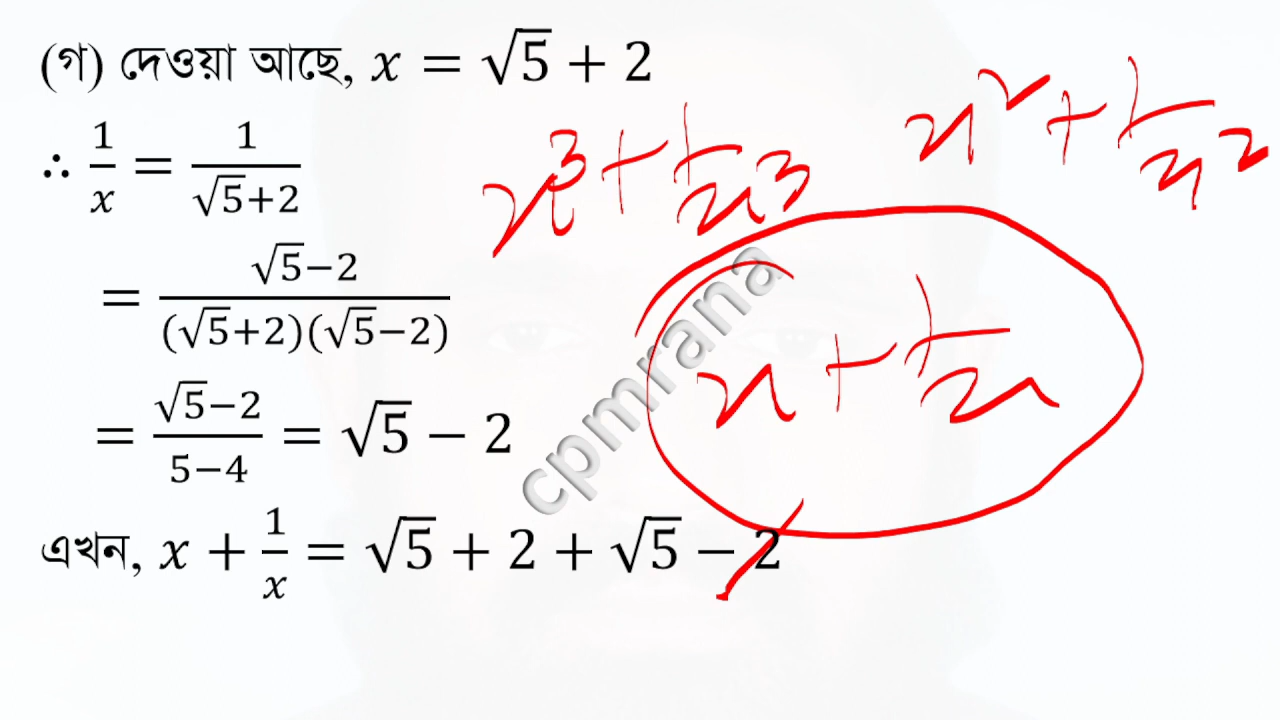 (গ) দেওয়া আছে, x = √5 + 2
∴ 1/x = 1/(√5+2)
= (√5−2)/((√5+2)(√5−2))
= (√5−2)/(5−4) = √5 − 2
এখন, x + 1/x = √5 + 2 + √5 − 2
x³ + 1/x³
x² + 1/x²
x + 1/x
cpmrana